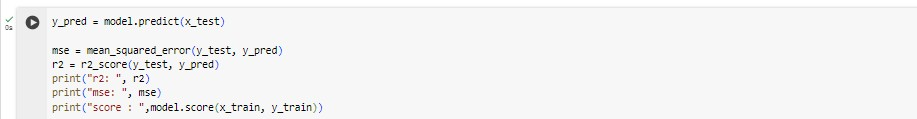 y_pred = model.predict(x_test)
mse = mean_squared_error(y_test, y_pred)
r2 = r2_score(y_test, y_pred)
print("r2: ", r2)
print("mse: ", mse)
print("score : ",model.score(x_train, y_train))
0s